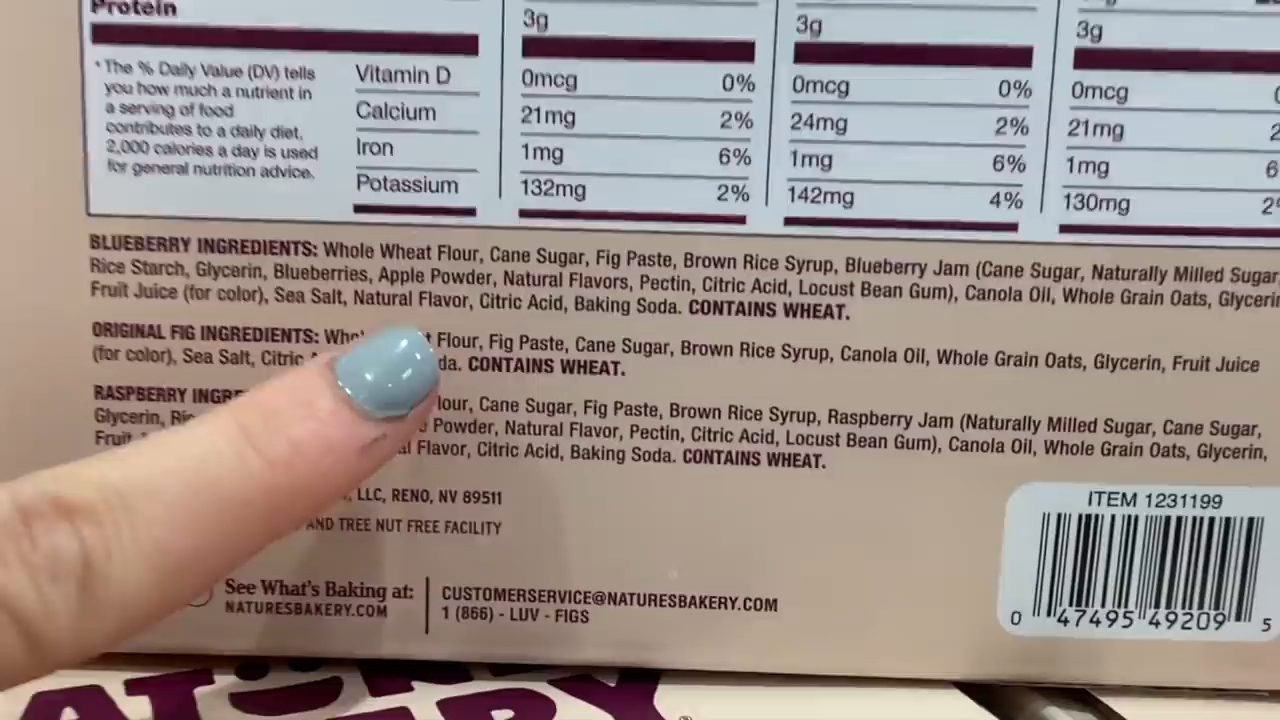 Protein 3g 3g 3g
*The % Daily Value (DV) tells
you how much a nutrient in
a serving of food
contributes to a daily diet.
2,000 calories a day is used
for general nutrition advice.
Vitamin D 0mcg 0% 0mcg 0% 0mcg
Calcium 21mg 2% 24mg 2% 21mg 2
Iron 1mg 6% 1mg 6% 1mg 6
Potassium 132mg 2% 142mg 4% 130mg 2%
BLUEBERRY INGREDIENTS: Whole Wheat Flour, Cane Sugar, Fig Paste, Brown Rice Syrup, Blueberry Jam (Cane Sugar, Naturally Milled Sugar,
Rice Starch, Glycerin, Blueberries, Apple Powder, Natural Flavors, Pectin, Citric Acid, Locust Bean Gum), Canola Oil, Whole Grain Oats, Glycerin
Fruit Juice (for color), Sea Salt, Natural Flavor, Citric Acid, Baking Soda. CONTAINS WHEAT.
ORIGINAL FIG INGREDIENTS: Flour, Fig Paste, Cane Sugar, Brown Rice Syrup, Canola Oil, Whole Grain Oats, Glycerin, Fruit Juice
(for color), Sea Salt, Citric da. CONTAINS WHEAT.
RASPBERRY INGRE lour, Cane Sugar, Fig Paste, Brown Rice Syrup, Raspberry Jam (Naturally Milled Sugar, Cane Sugar,
Glycerin, Powder, Natural Flavor, Pectin, Citric Acid, Locust Bean Gum), Canola Oil, Whole Grain Oats, Glycerin,
Fruit Flavor, Citric Acid, Baking Soda. CONTAINS WHEAT.
LLC, RENO, NV 89511
AND TREE NUT FREE FACILITY
See What's Baking at:
NATURESBAKERY.COM
CUSTOMERSERVICE@NATURESBAKERY.COM
1 (866) - LUV - FIGS
ITEM 1231199
0 47495 49209 5